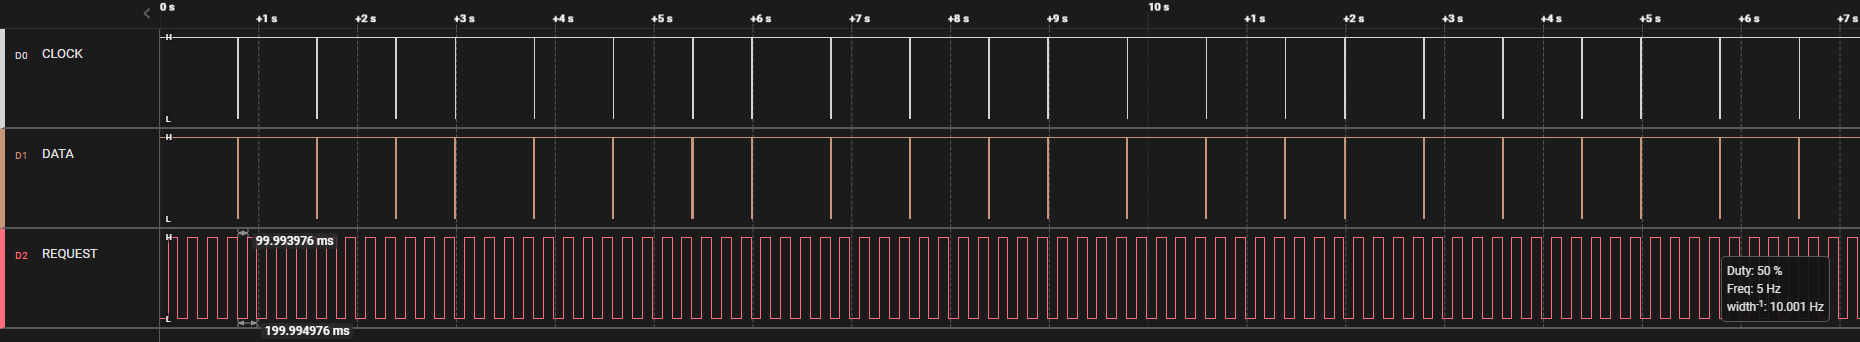 0 s
+1 s +2 s +3 s +4 s +5 s +6 s +7 s +8 s +9 s
10 s
+1 s +2 s +3 s +4 s +5 s +6 s +7 s
H
D0 CLOCK
L
H
D1 DATA
L
H
99.993976 ms
D2 REQUEST
Duty: 50 %
Freq: 5 Hz
width-1: 10.001 Hz
L
199.994976 ms